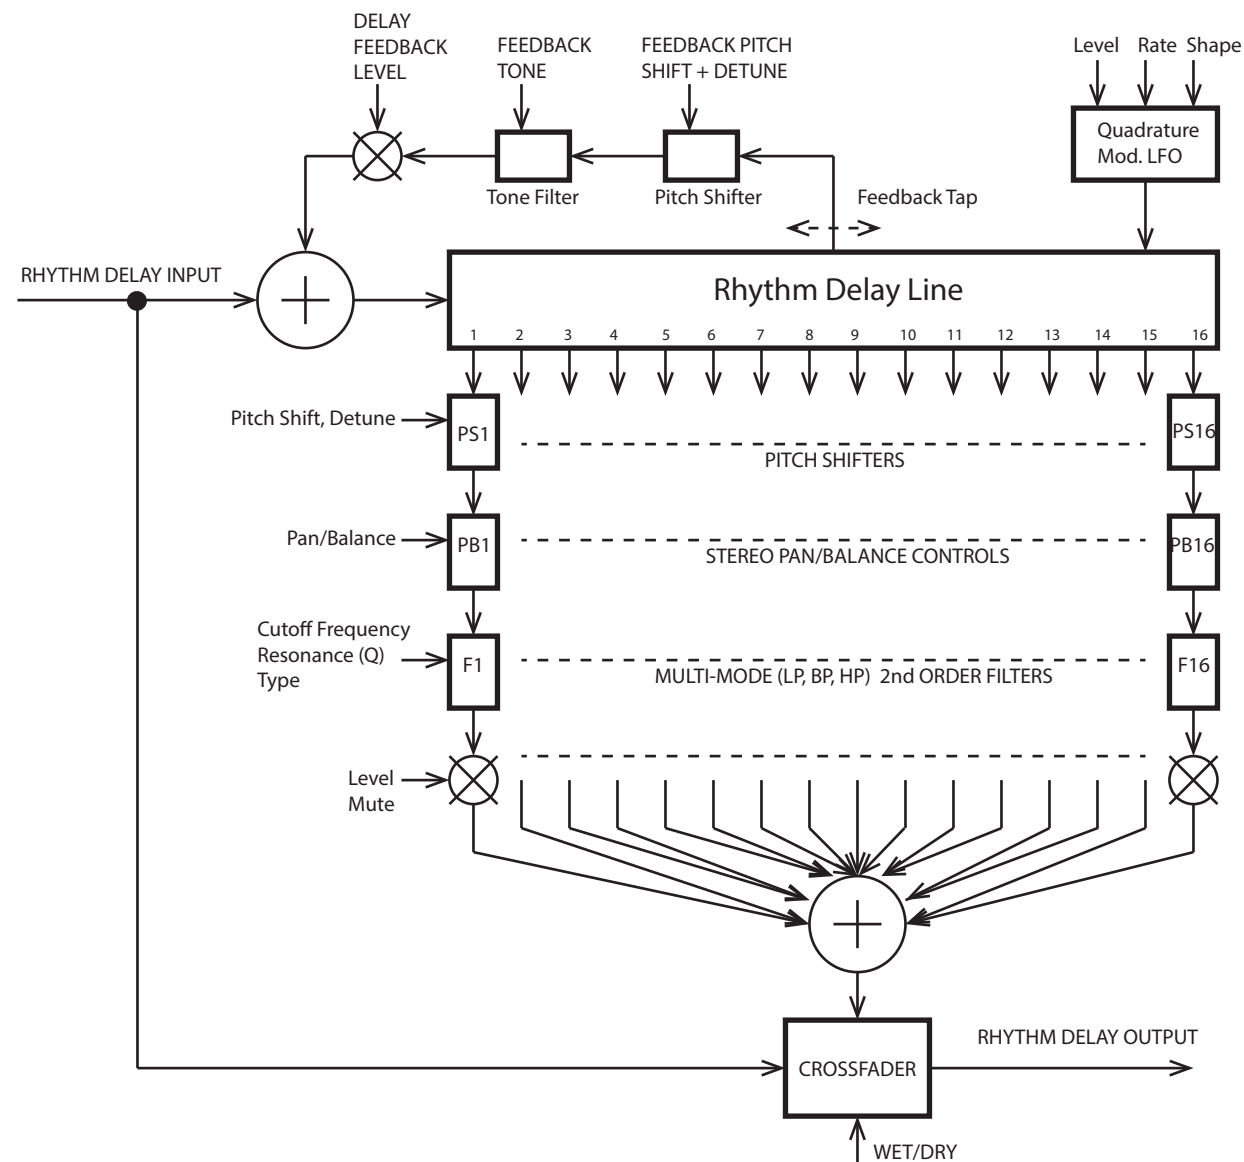 DELAY
FEEDBACK
LEVEL
FEEDBACK
TONE
FEEDBACK PITCH
SHIFT + DETUNE
Level Rate Shape
Quadrature
Mod. LFO
Tone Filter
Pitch Shifter
Feedback Tap
RHYTHM DELAY INPUT
Rhythm Delay Line
1 2 3 4 5 6 7 8 9 10 11 12 13 14 15 16
Pitch Shift, Detune
PS1
PS16
PITCH SHIFTERS
Pan/Balance
PB1
PB16
STEREO PAN/BALANCE CONTROLS
Cutoff Frequency
Resonance (Q)
Type
F1
F16
MULTI-MODE (LP, BP, HP) 2nd ORDER FILTERS
Level
Mute
RHYTHM DELAY OUTPUT
CROSSFADER
WET/DRY